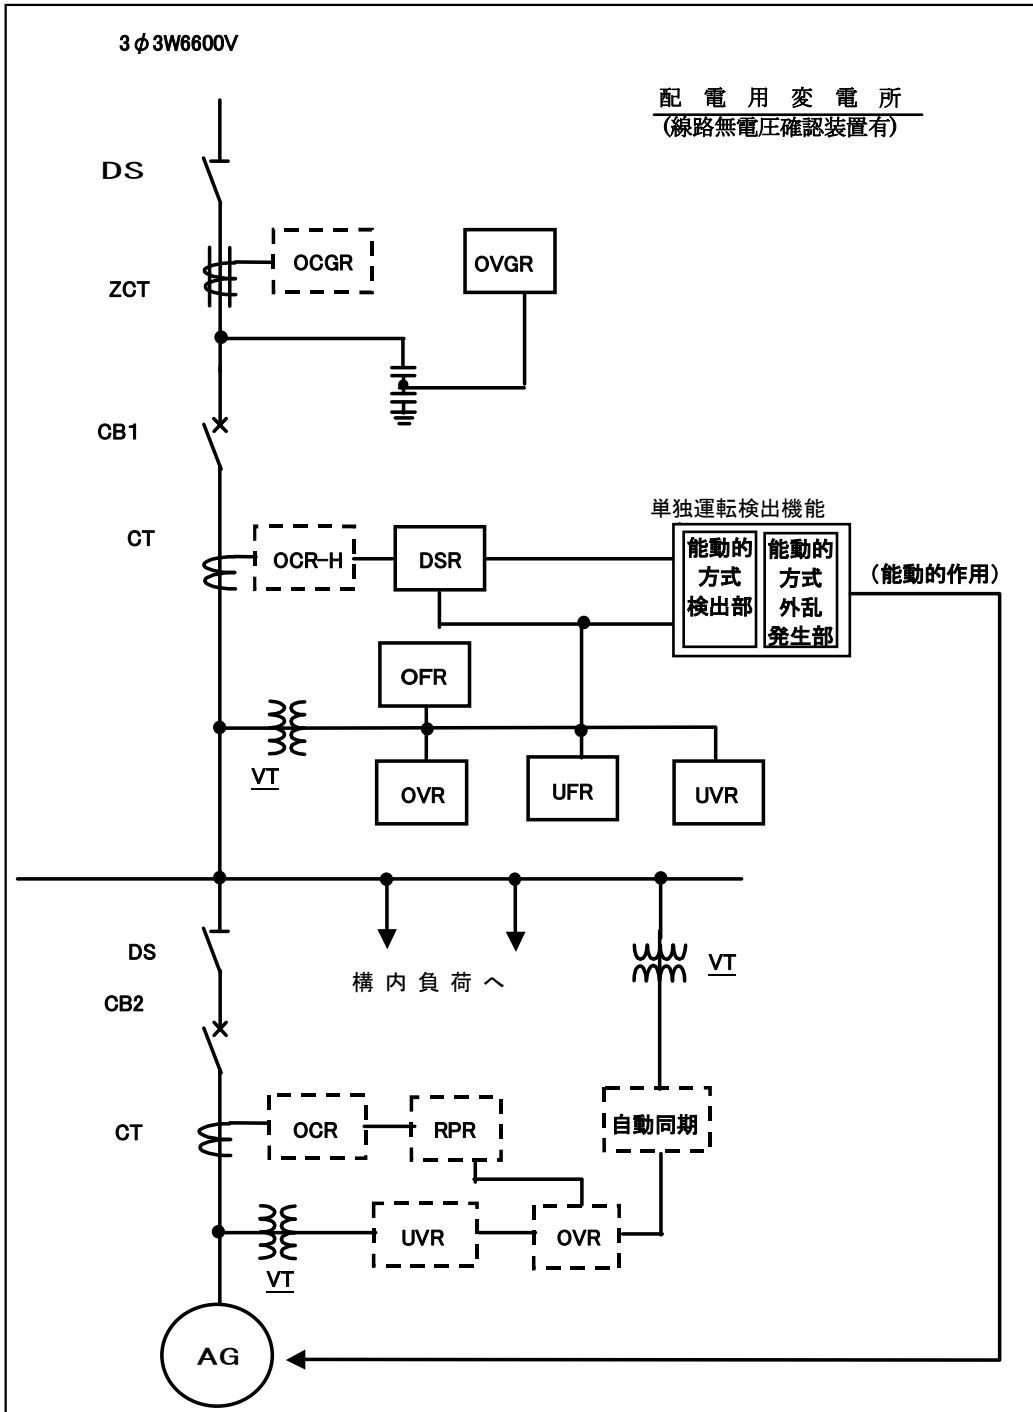 3φ3W6600V
配電用変電所
(線路無電圧確認装置有)
DS
OCGR
OVGR
ZCT
CB1
単独運転検出機能
CT
OCR-H
DSR
能動的
方式
検出部
能動的
方式
外乱
発生部
(能動的作用)
OFR
VT
OVR
UFR
UVR
DS
VT
構内負荷へ
CB2
CT
OCR
RPR
自動同期
UVR
OVR
VT
AG